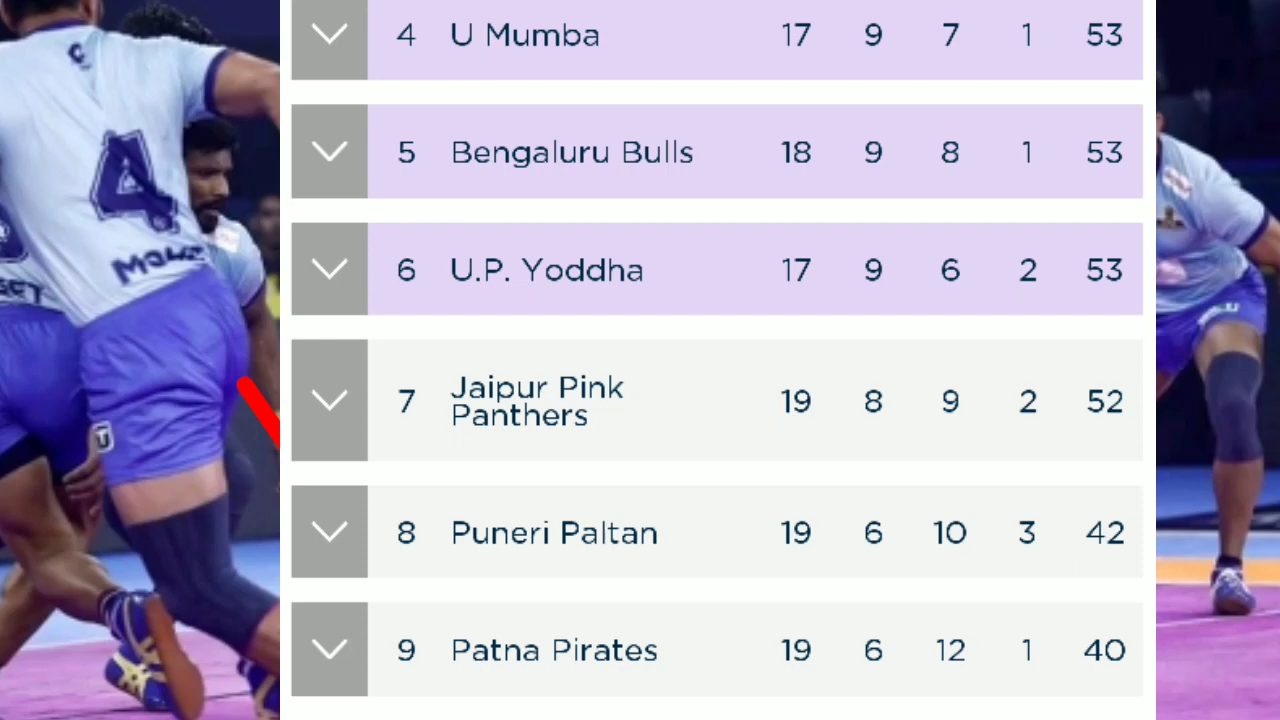 4 U Mumba 17 9 7 1 53
5 Bengaluru Bulls 18 9 8 1 53
6 U.P. Yoddha 17 9 6 2 53
7 Jaipur Pink
Panthers 19 8 9 2 52
8 Puneri Paltan 19 6 10 3 42
9 Patna Pirates 19 6 12 1 40
4